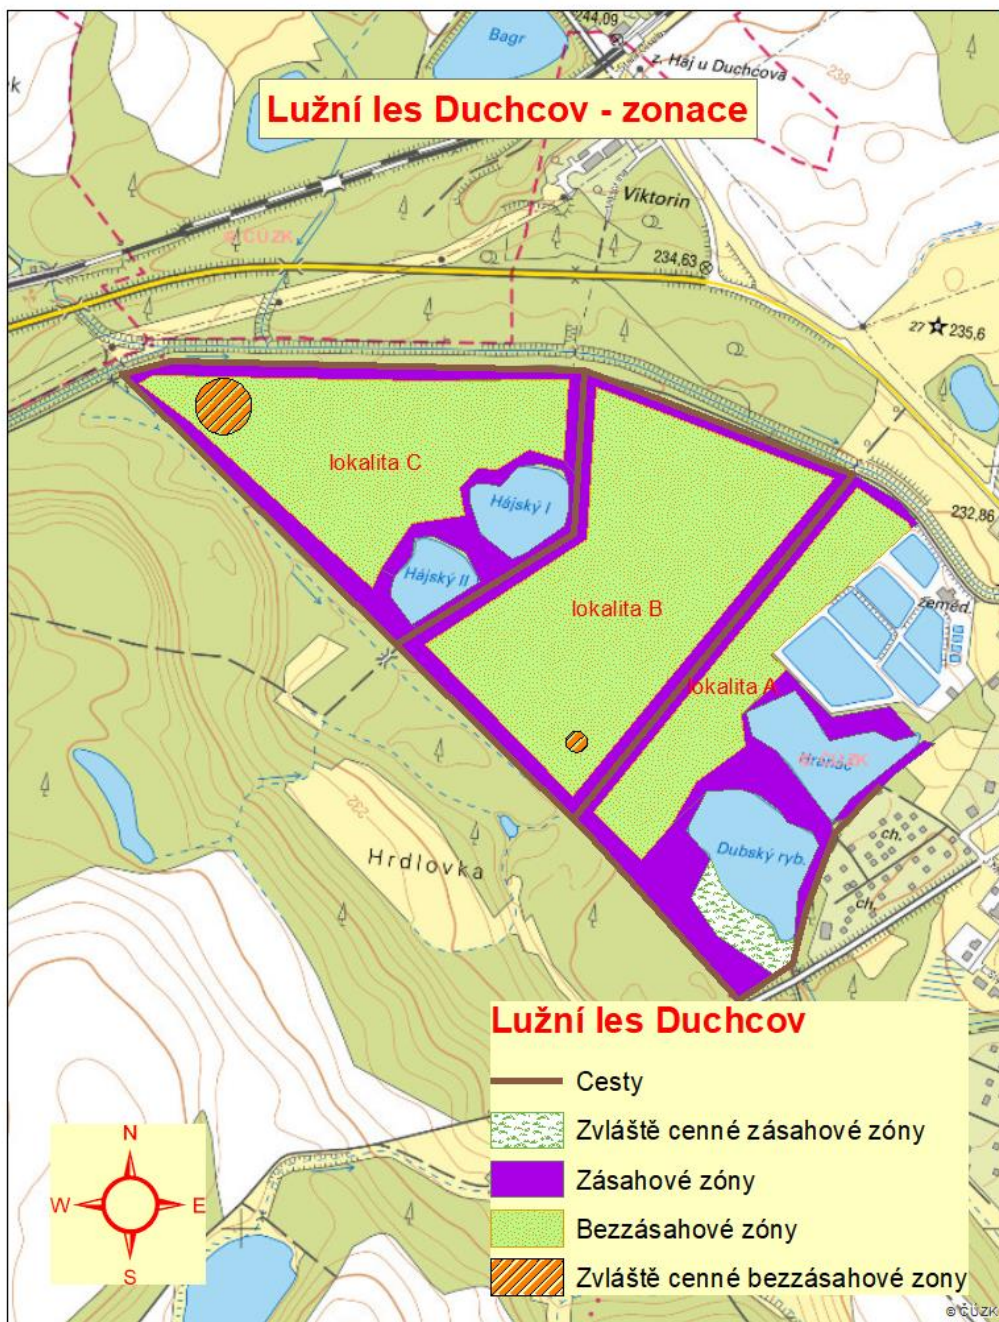 244,09
Bagr
z. Háj u Duchcova
238
Lužní les Duchcov - zonace
Viktorin
© ČÚZK
234,63
27 235,6
lokalita C
Hájský I
232,86
Hájský II
lokalita B
zeměd.
lokalita A
© ČÚZK
232
Hrdlovka
Dubský ryb.
ch.
ch.
Lužní les Duchcov
Cesty
Zvláště cenné zásahové zóny
Zásahové zóny
Bezzásahové zóny
Zvláště cenné bezzásahové zony
N
W E
S
© ČÚZK